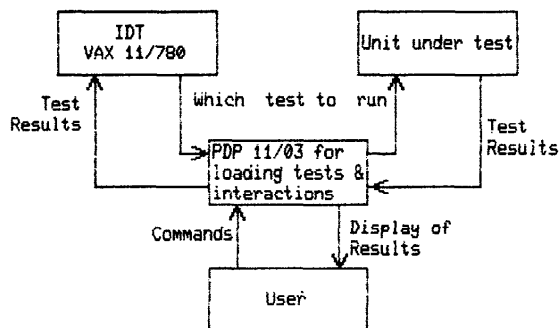 IDT
VAX 11/780
Unit under test
Test
Results
Which test to run
Test
Results
PDP 11/03 for
loading tests &
interactions
Commands
Display of
Results
User